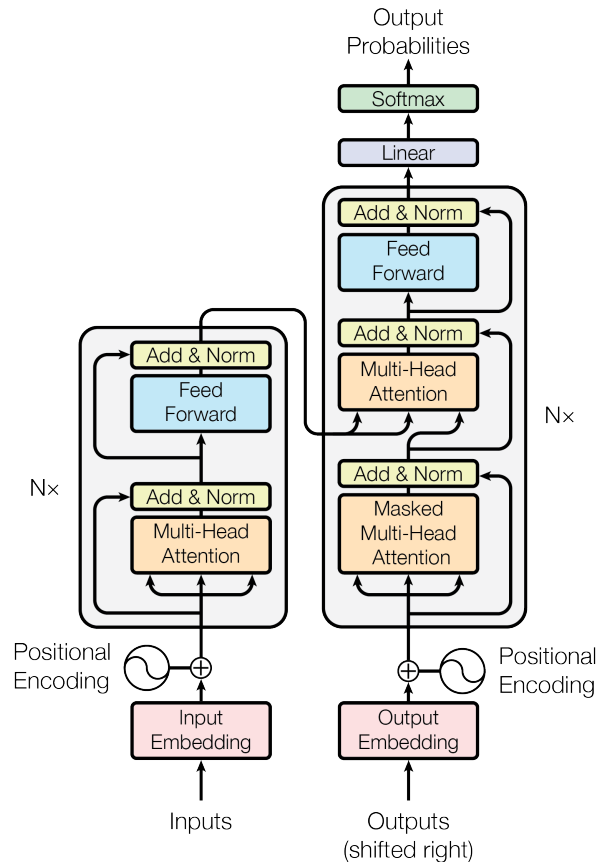 Output
Probabilities
Softmax
Linear
Add & Norm
Feed
Forward
Add & Norm
Multi-Head
Attention
Add & Norm
Masked
Multi-Head
Attention
N×
Add & Norm
Feed
Forward
Add & Norm
Multi-Head
Attention
N×
Positional
Encoding
Positional
Encoding
Input
Embedding
Output
Embedding
Inputs
Outputs
(shifted right)